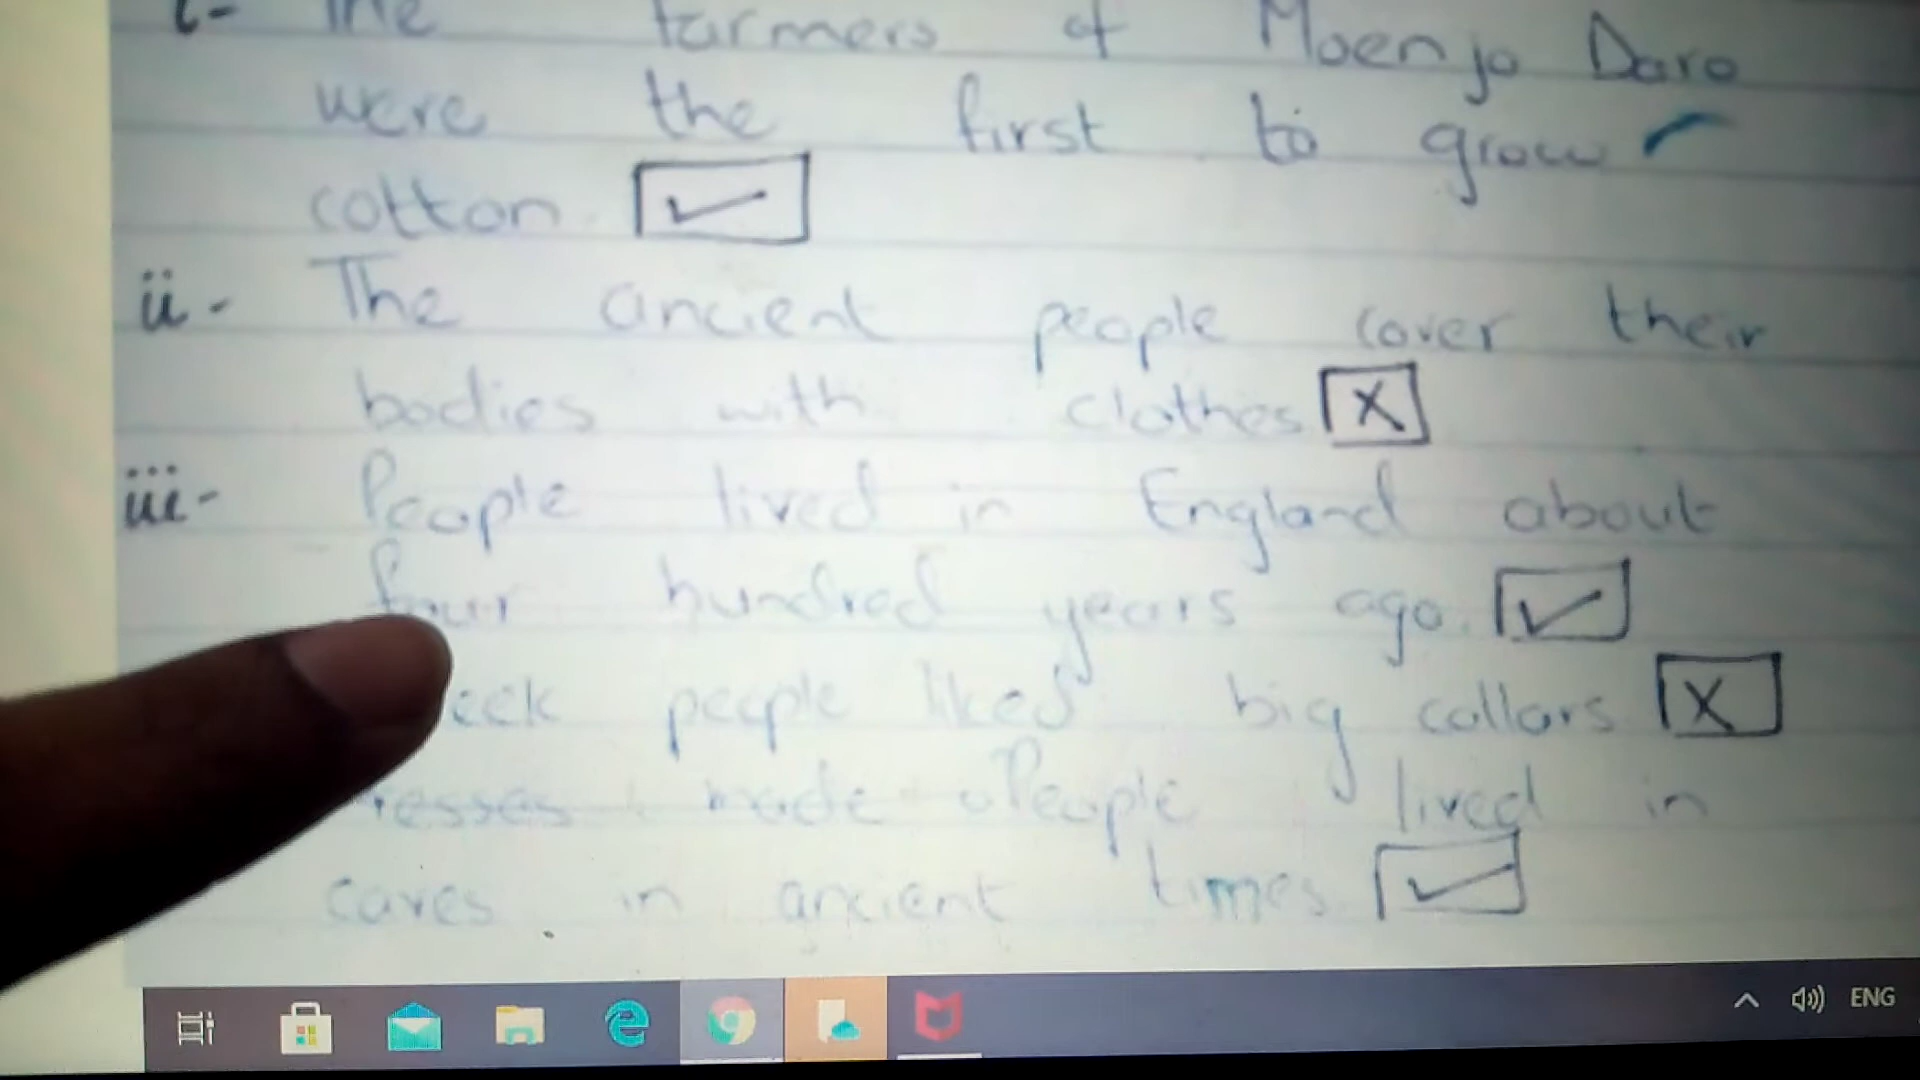 i- The farmers of Moenjo Daro
were the first to grow
cotton. ✓
ii- The ancient people cover their
bodies with clothes X
iii- People lived in England about
four hundred years ago. ✓
people liked big collars X
made People lived in
caves in ancient times ✓
ENG